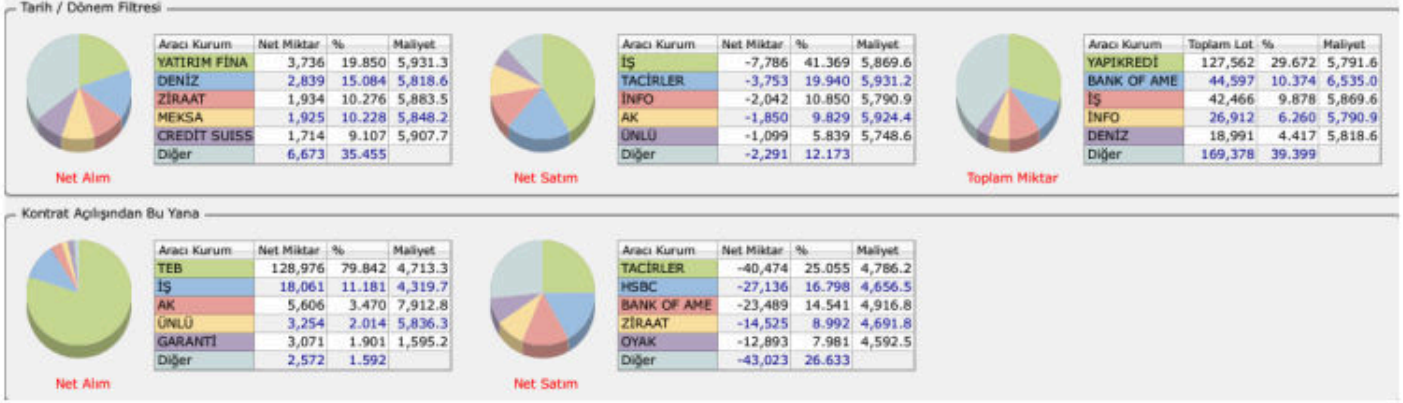 Tarih / Dönem Filtresi
Aracı Kurum Net Miktar % Maliyet
YATIRIM FİNA 3,736 19.850 5,931.3
DENİZ 2,839 15.084 5,818.6
ZİRAAT 1,934 10.276 5,883.5
MEKSA 1,925 10.228 5,848.2
CREDİT SUISS 1,714 9.107 5,907.7
Diğer 6,673 35.455
Net Alım
Aracı Kurum Net Miktar % Maliyet
İŞ -7,786 41.369 5,869.6
TACİRLER -3,753 19.940 5,931.2
İNFO -2,042 10.850 5,790.9
AK -1,850 9.829 5,924.4
ÜNLÜ -1,099 5.839 5,748.6
Diğer -2,291 12.173
Net Satım
Aracı Kurum Toplam Lot % Maliyet
YAPIKREDİ 127,562 29.672 5,791.6
BANK OF AME 44,597 10.374 6,535.0
İŞ 42,466 9.878 5,869.6
İNFO 26,912 6.260 5,790.9
DENİZ 18,991 4.417 5,818.6
Diğer 169,378 39.399
Toplam Miktar
Kontrat Açılışından Bu Yana
Aracı Kurum Net Miktar % Maliyet
TEB 128,976 79.842 4,713.3
İŞ 18,061 11.181 4,319.7
AK 5,606 3.470 7,912.8
ÜNLÜ 3,254 2.014 5,836.3
GARANTİ 3,071 1.901 1,595.2
Diğer 2,572 1.592
Net Alım
Aracı Kurum Net Miktar % Maliyet
TACİRLER -40,474 25.055 4,786.2
HSBC -27,136 16.798 4,656.5
BANK OF AME -23,489 14.541 4,916.8
ZİRAAT -14,525 8.992 4,691.8
OYAK -12,893 7.981 4,592.5
Diğer -43,023 26.633
Net Satım